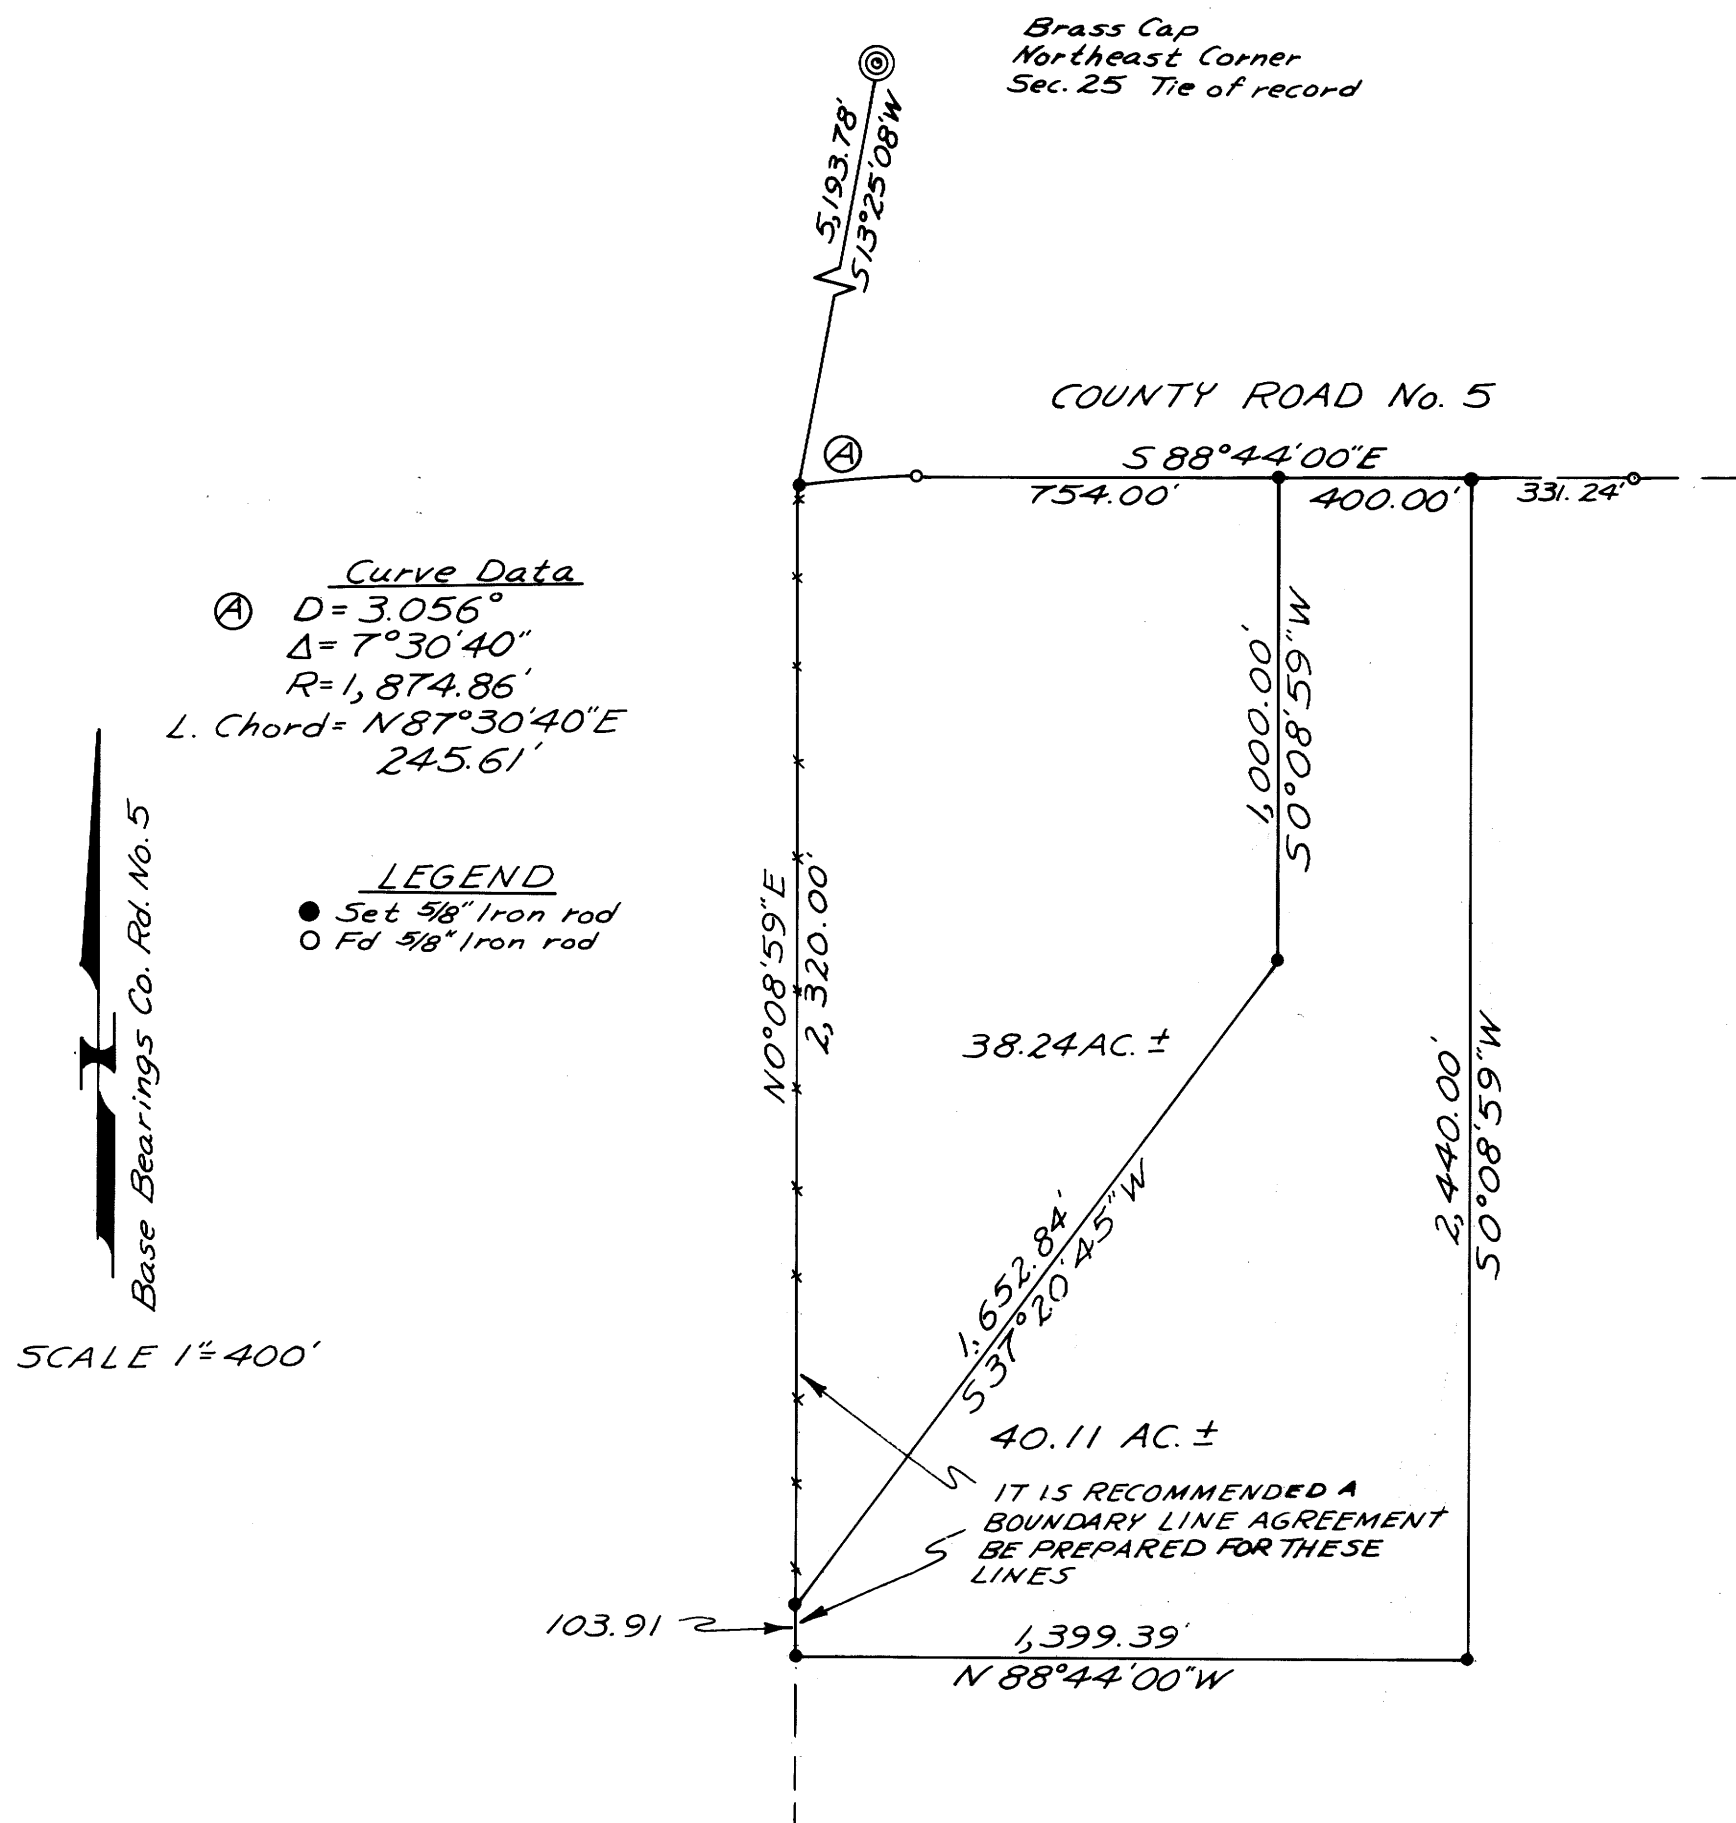 Brass Cap
Northeast Corner
Sec. 25 Tie of record
5,193.78'
S13°25'08"W
COUNTY ROAD No. 5
A
S 88°44'00"E
754.00'
400.00'
331.24'
Curve Data
A D= 3.056°
Δ= 7°30'40"
R= 1,874.86'
L. Chord= N87°30'40"E
245.61'
1,000.00'
S0°08'59"W
LEGEND
● Set 5/8" Iron rod
○ Fd 5/8" Iron rod
Base Bearings Co. Rd. No. 5
N0°08'59"E
2,320.00'
38.24 AC. ±
2,440.00'
S0°08'59"W
1,652.84'
S37°20'45"W
SCALE 1"=400'
40.11 AC. ±
IT IS RECOMMENDED A
BOUNDARY LINE AGREEMENT
BE PREPARED FOR THESE
LINES
103.91
1,399.39'
N 88°44'00"W